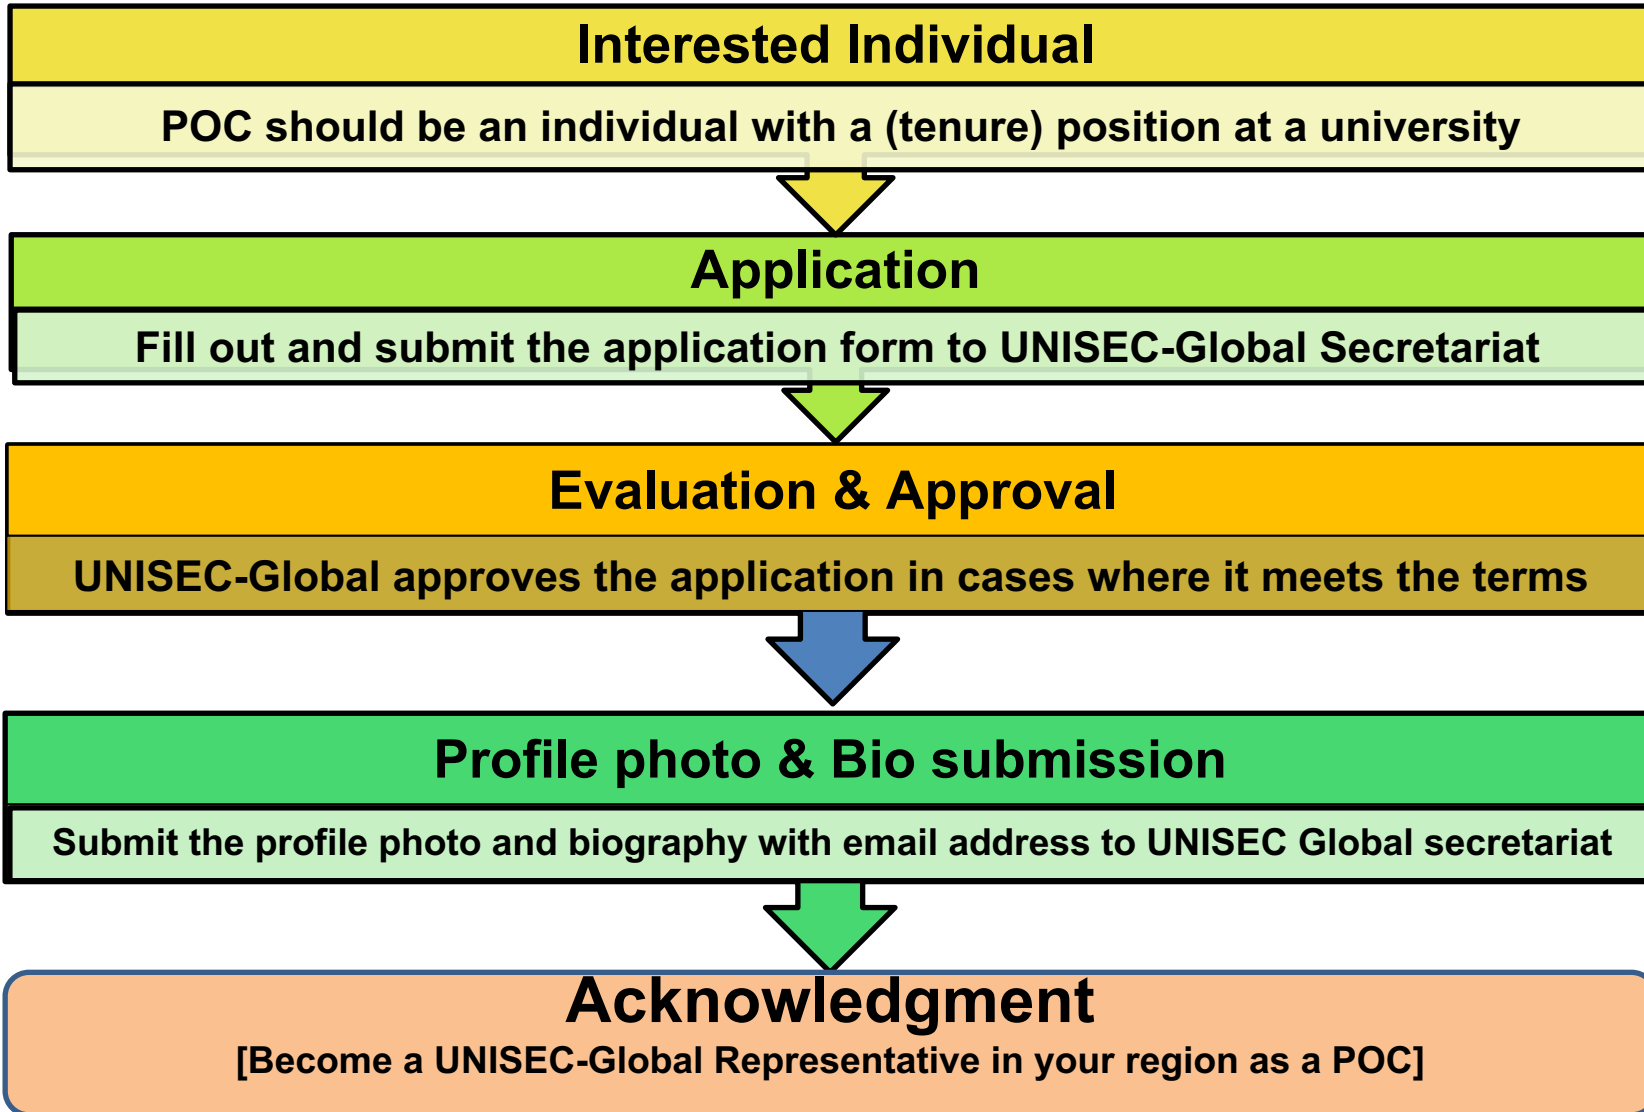 Interested Individual
POC should be an individual with a (tenure) position at a university
Application
Fill out and submit the application form to UNISEC-Global Secretariat
Evaluation & Approval
UNISEC-Global approves the application in cases where it meets the terms
Profile photo & Bio submission
Submit the profile photo and biography with email address to UNISEC Global secretariat
Acknowledgment
[Become a UNISEC-Global Representative in your region as a POC]